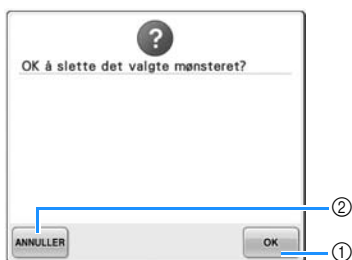 ?
OK å slette det valgte mønsteret?
②
ANNULLER
OK
①